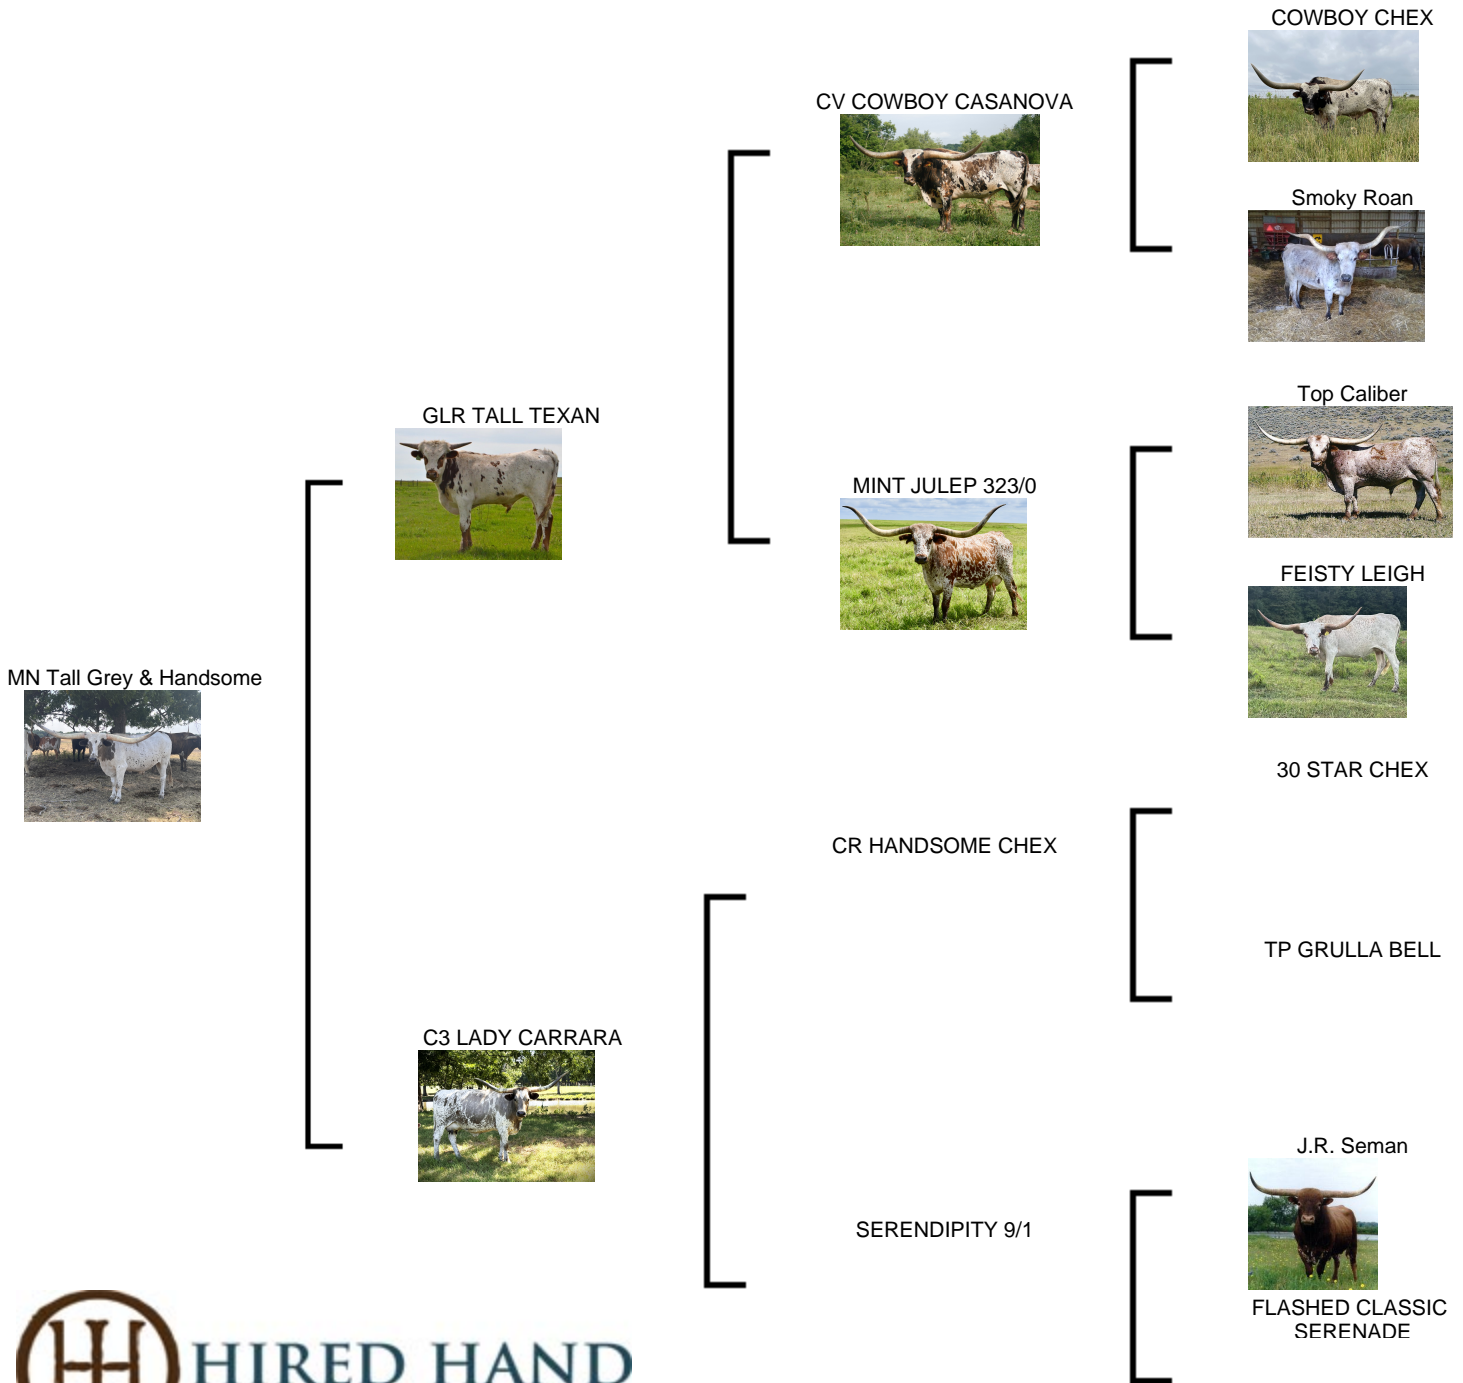 COWBOY CHEX
CV COWBOY CASANOVA
Smoky Roan
Top Caliber
GLR TALL TEXAN
MINT JULEP 323/0
FEISTY LEIGH
MN Tall Grey & Handsome
30 STAR CHEX
CR HANDSOME CHEX
TP GRULLA BELL
C3 LADY CARRARA
J.R. Seman
SERENDIPITY 9/1
FLASHED CLASSIC
SERENADE
HIRED HAND